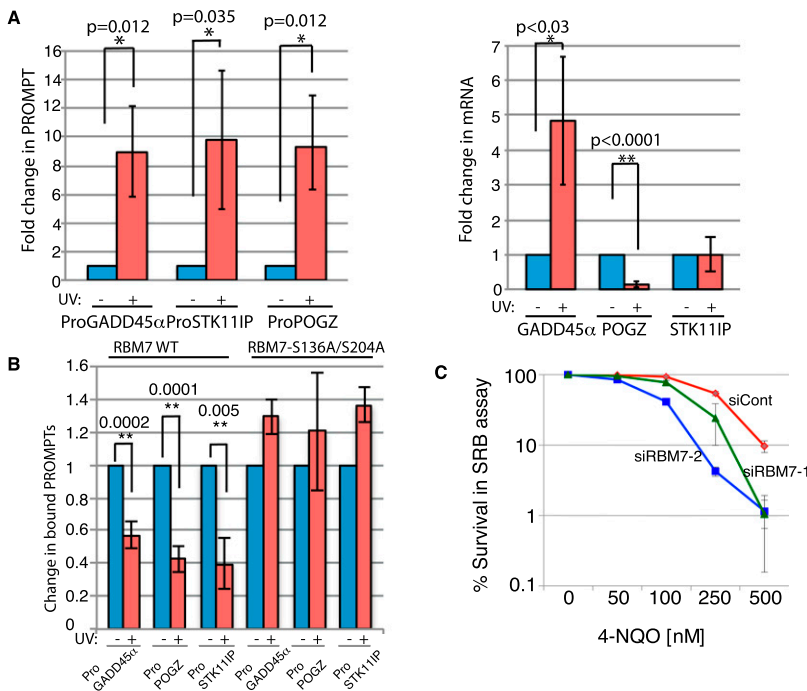 A
p=0.012
*
p=0.035
*
p=0.012
*
Fold change in PROMPT
16
14
12
10
8
6
4
2
0
UV: - + - + - +
ProGADD45α ProSTK11IP ProPOGZ
p<0.03
*
p<0.0001
**
Fold change in mRNA
7
6
5
4
3
2
1
0
UV: - + - + - +
GADD45α POGZ STK11IP
B
RBM7 WT RBM7-S136A/S204A
0.0002
**
0.0001
**
0.005
**
Change in bound PROMPTs
1.6
1.4
1.2
1
0.8
0.6
0.4
0.2
0
UV: - + - + - + - + - + - +
Pro GADD45α
Pro POGZ
Pro STK11IP
Pro GADD45α
Pro POGZ
Pro STK11IP
C
% Survival in SRB assay
100
10
1
0.1
siCont
siRBM7-2
siRBM7-1
0 50 100 250 500
4-NQO [nM]